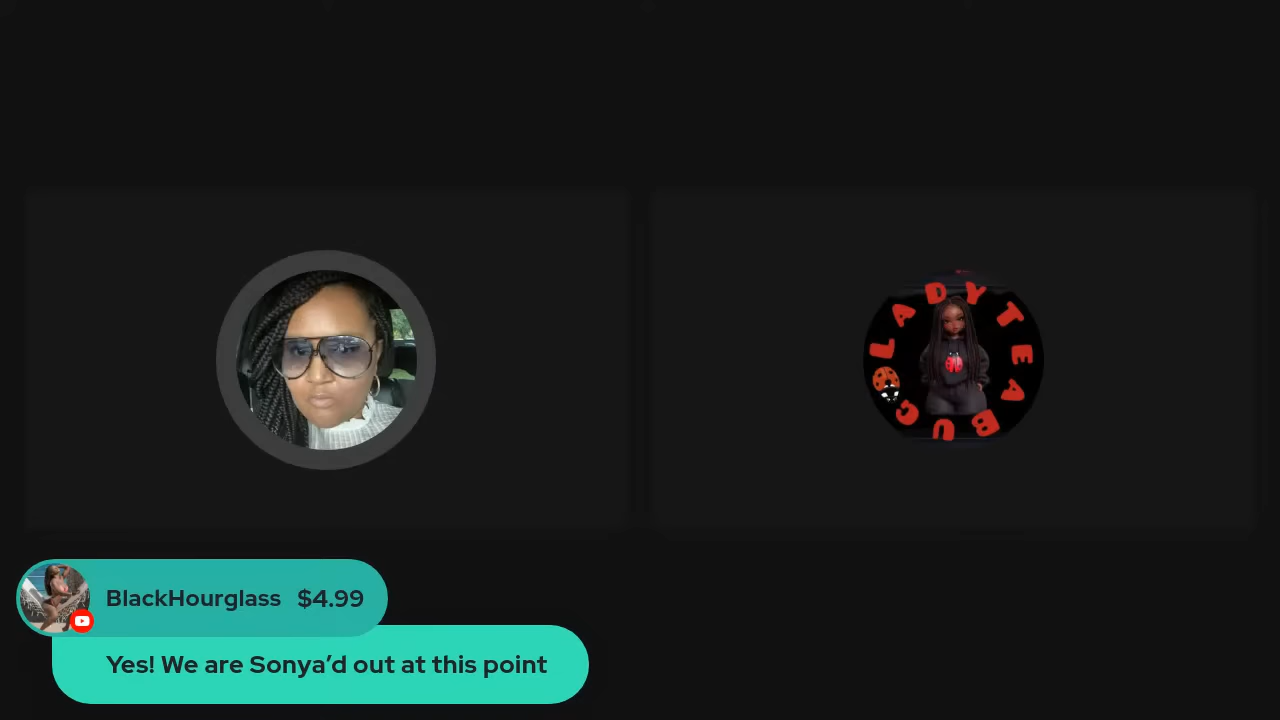 LADYTEABUG
BlackHourglass $4.99
Yes! We are Sonya’d out at this point